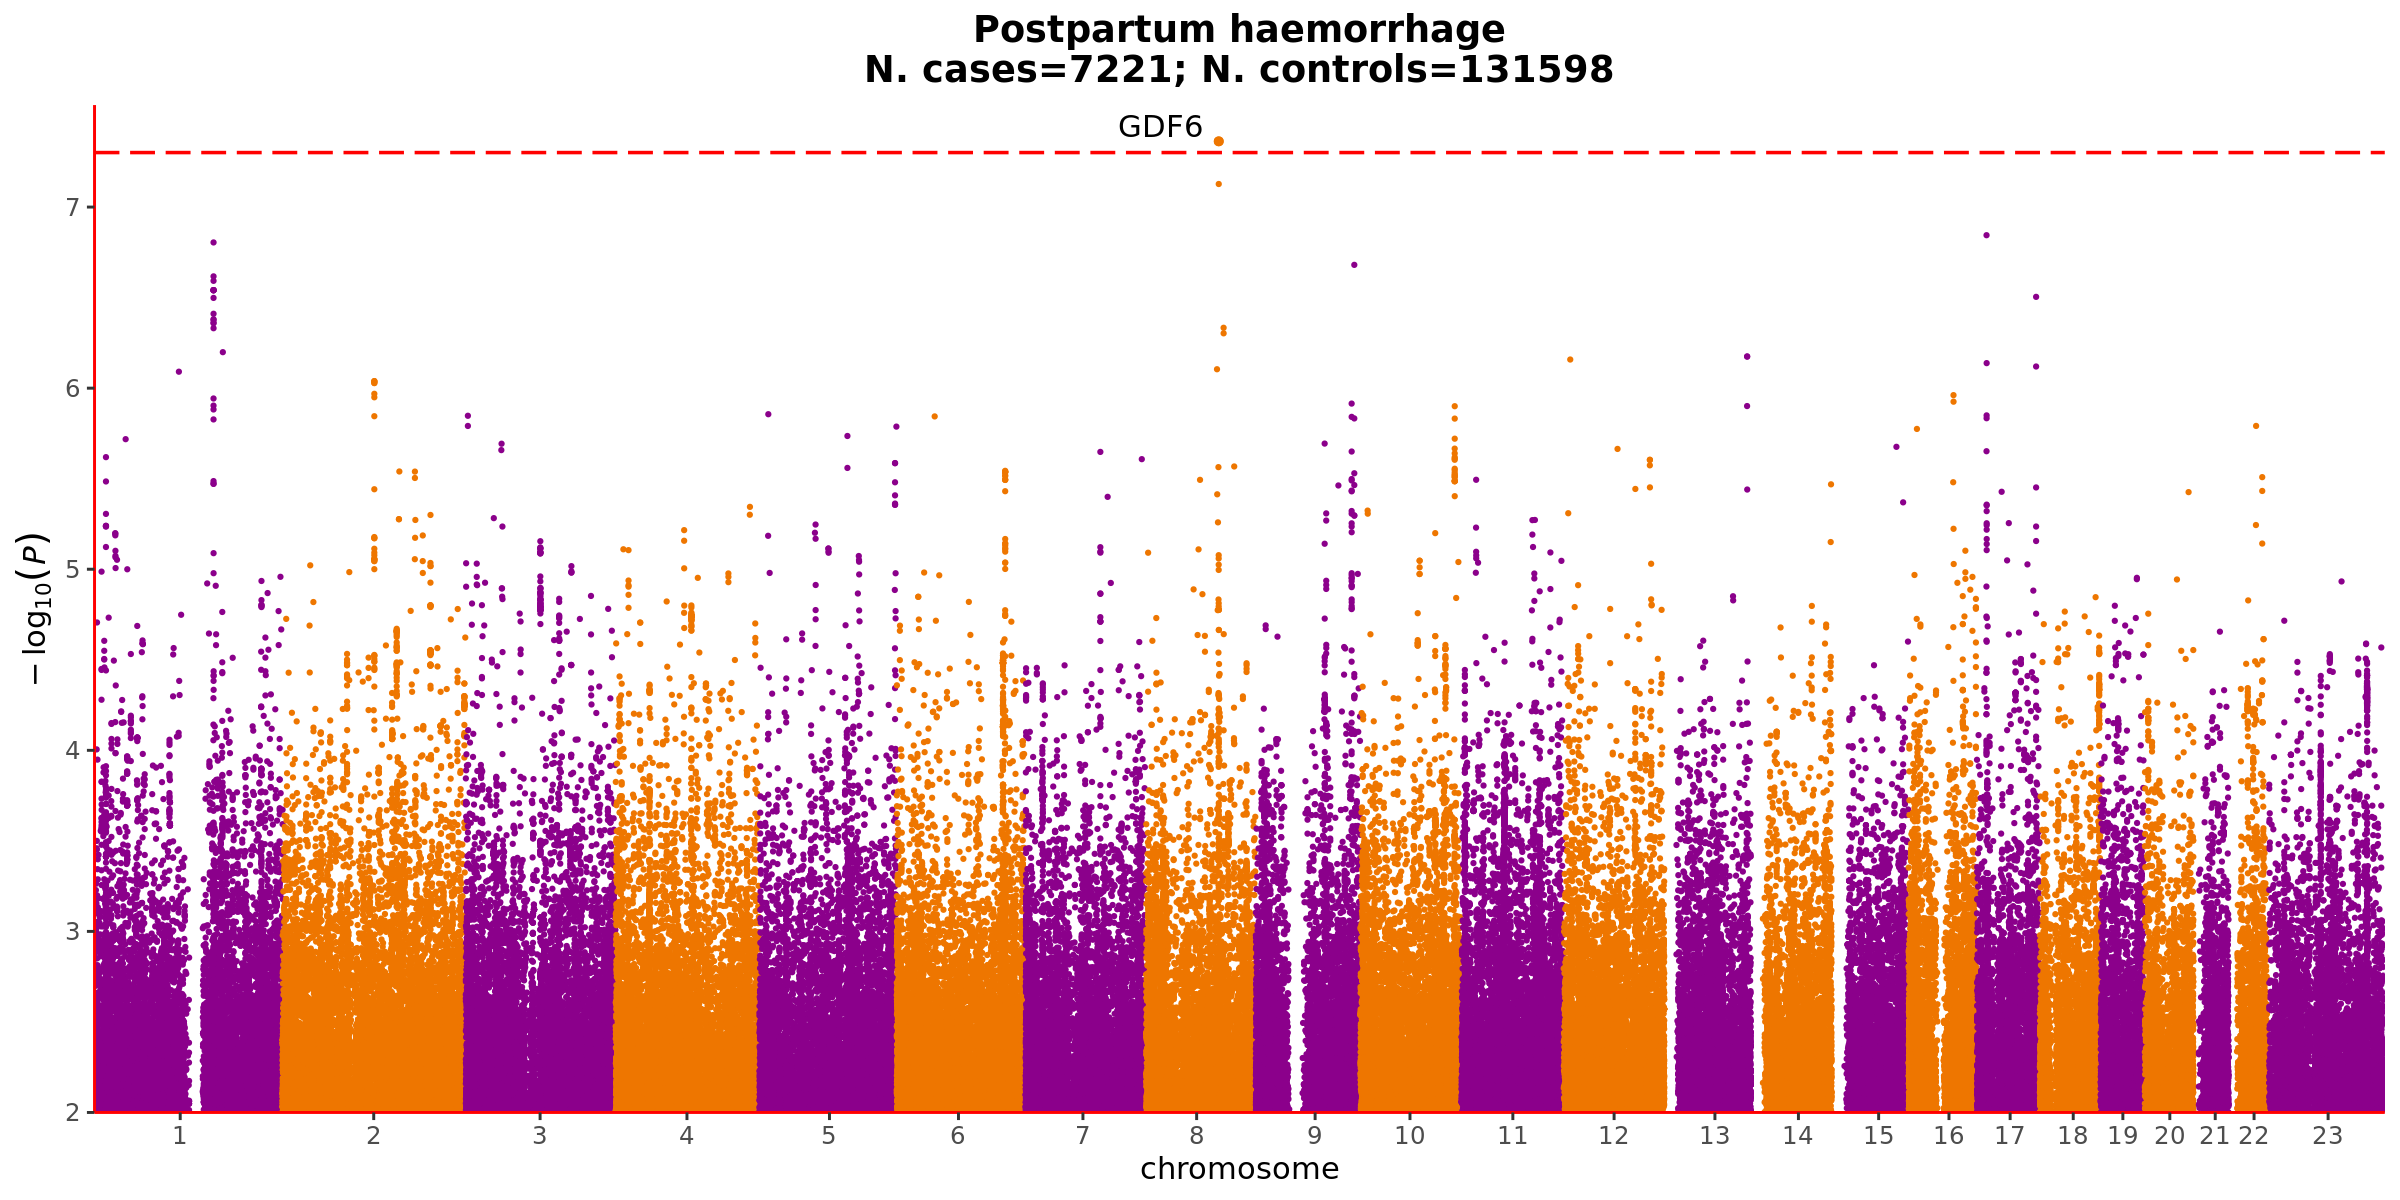 Postpartum haemorrhage
N. cases=7221; N. controls=131598
GDF6
7
6
5
4
3
2
−log10(P)
1 2 3 4 5 6 7 8 9 10 11 12 13 14 15 16 17 18 19 20 21 22 23
chromosome